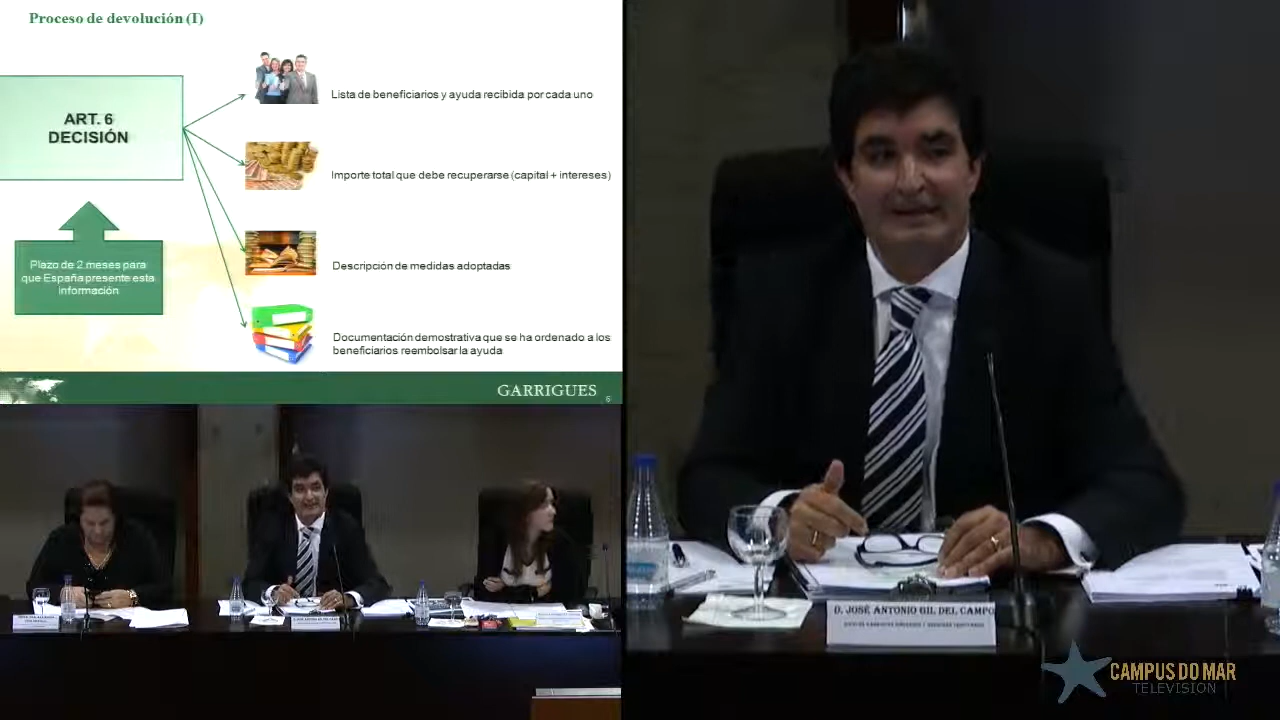 Proceso de devolución (I)
Lista de beneficiarios y ayuda recibida por cada uno
ART. 6
DECISIÓN
Importe total que debe recuperarse (capital + intereses)
Plazo de 2 meses para
que España presente esta
información
Descripción de medidas adoptadas
Documentación demostrativa que se ha ordenado a los
beneficiarios reembolsar la ayuda
GARRIGUES
6
D. JOSÉ ANTONIO GIL DEL CAMPO
CAMPUS DO MAR
TELEVISION